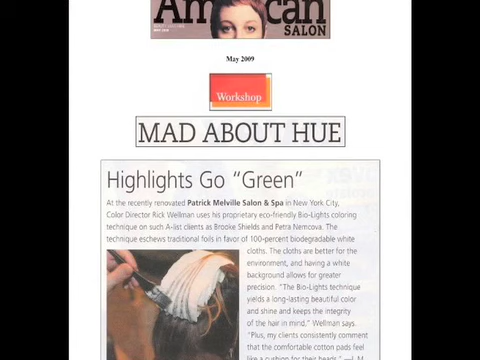 American
SALON
May 2009
Workshop
MAD ABOUT HUE
Highlights Go “Green”
At the recently renovated Patrick Melville Salon & Spa in New York City,
Color Director Rick Wellman uses his proprietary eco-friendly Bio-Lights coloring
technique on such A-list clients as Brooke Shields and Petra Nemcova. The
technique eschews traditional foils in favor of 100-percent biodegradable white
cloths. The cloths are better for the
environment, and having a white
background allows for greater
precision. “The Bio-Lights technique
yields a long-lasting beautiful color
and shine and keeps the integrity
of the hair in mind,” Wellman says.
“Plus, my clients consistently comment
that the comfortable cotton pads feel
like a cushion for their heads.”